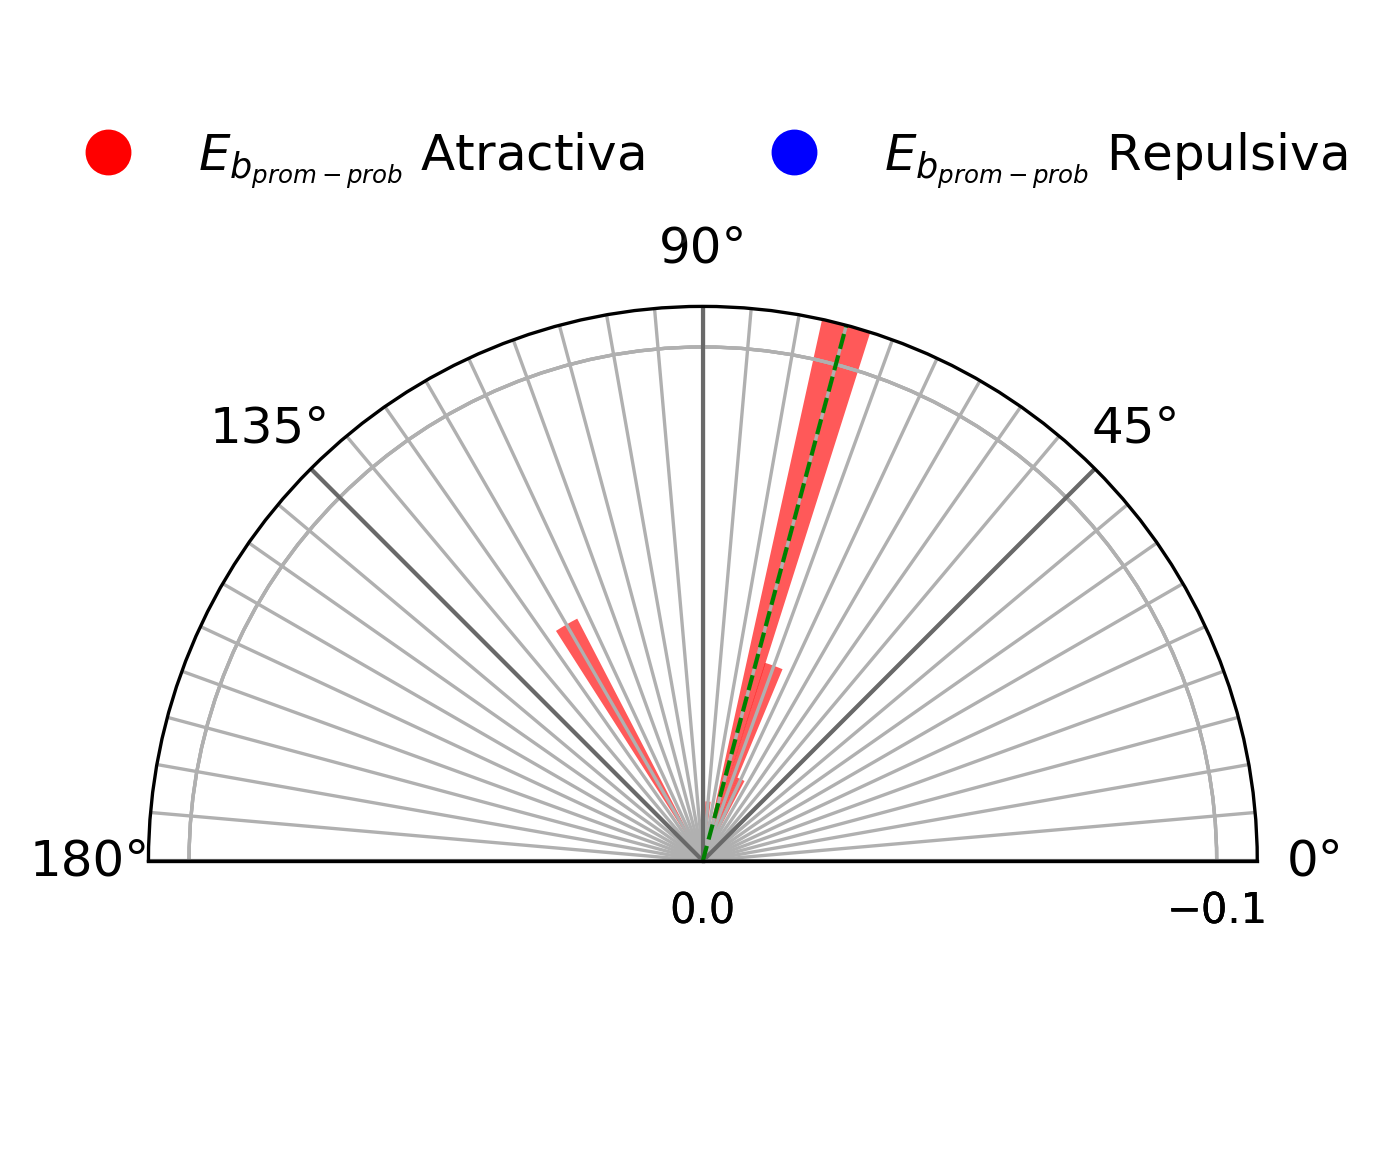 E_{b_{prom-prob}} Atractiva E_{b_{prom-prob}} Repulsiva
90°
135° 45°
180° 0°
0.0 −0.1